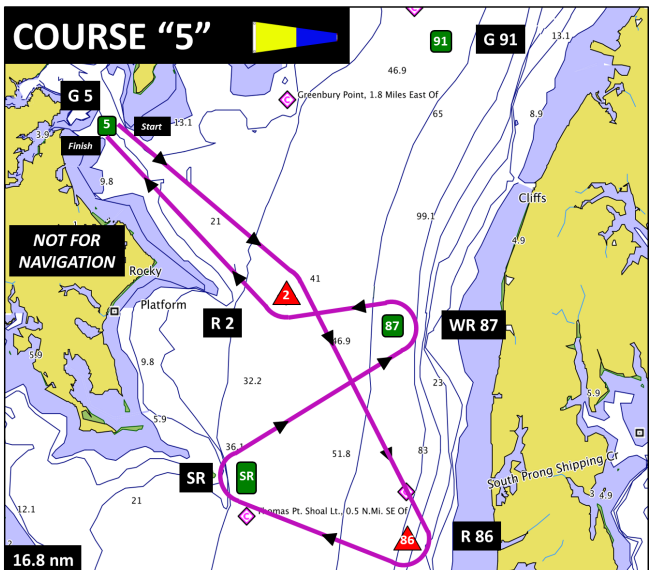 COURSE “5”
C
91
G 91
13.1
46.9
C
Greenbury Point, 1.8 Miles East Of
G 5
65
8.9
5
Start
13.1
3.9
Finish
9.8
Cliffs
21
99.1
4.9
NOT FOR
NAVIGATION
Rocky
41
2
Platform
R 2
87
WR 87
46.9
5.9
9.8
32.2
23
5.9
5.9
36.1
51.8
83
SR
SR
South Prong Shipping Cr
21
3
4.9
12.1
C
Thomas Pt. Shoal Lt., 0.5 N.Mi. SE Of
86
R 86
16.8 nm